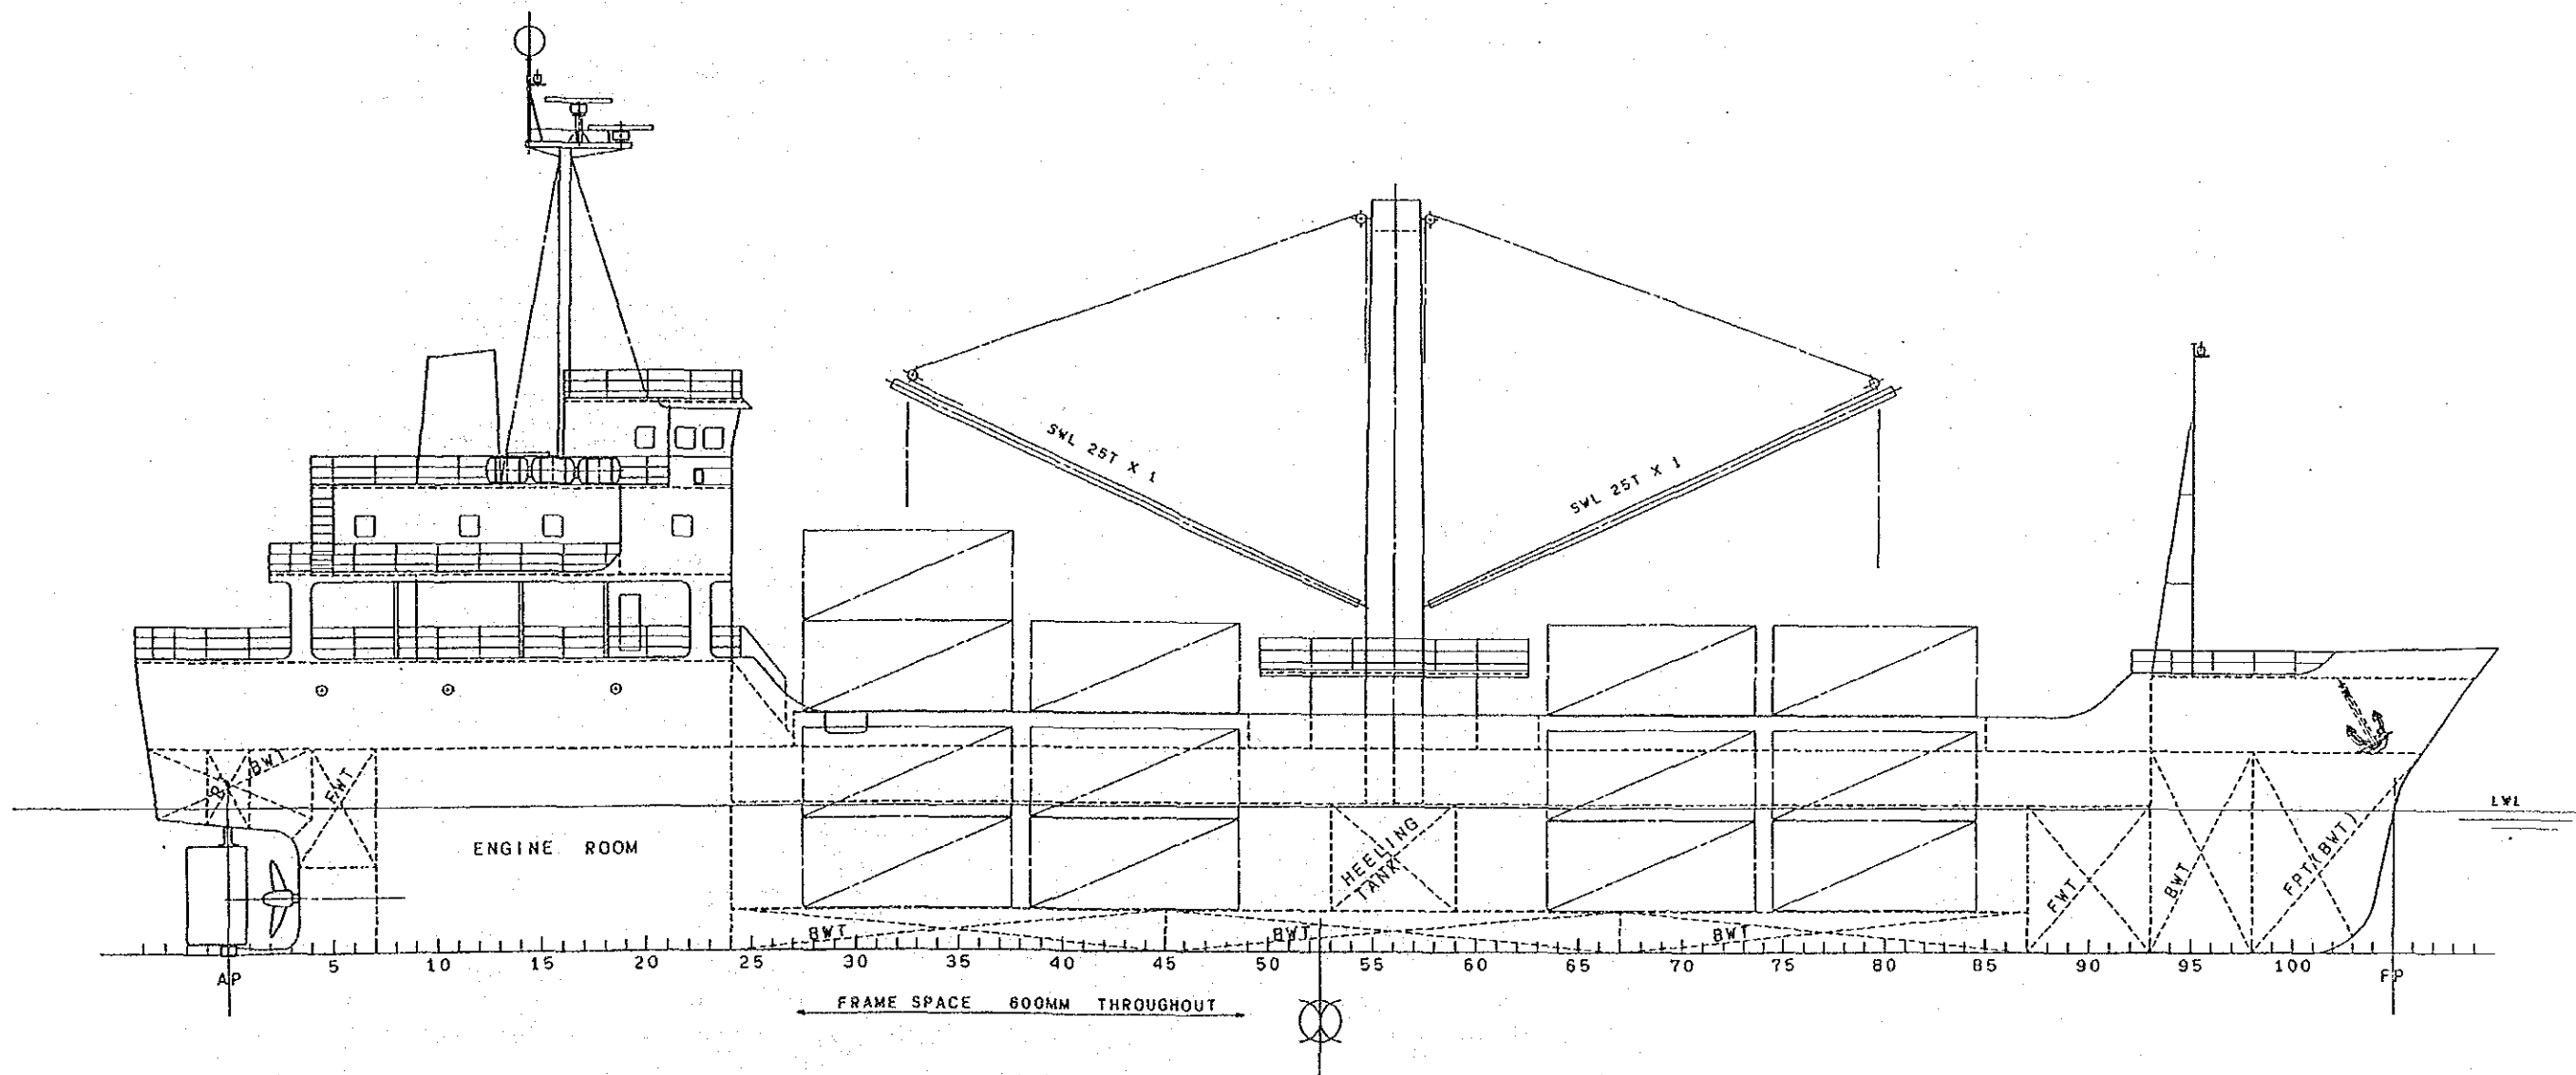 SWL 25T X 1
SWL 25T X 1
BWT
FWT
LWL
ENGINE ROOM
HEELING
TANK
FWT
BWT
FPT(BWT)
BWT
BWT
BWT
AP
5 10 15 20 25 30 35 40 45 50 55 60 65 70 75 80 85 90 95 100
FP
FRAME SPACE 600MM THROUGHOUT